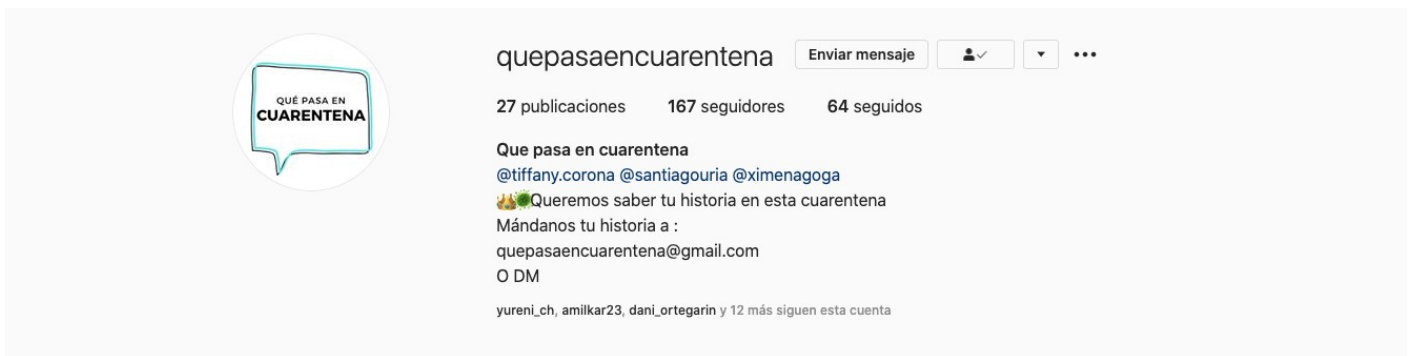 QUÉ PASA EN
CUARENTENA
quepasaencuarentena Enviar mensaje
27 publicaciones 167 seguidores 64 seguidos
Que pasa en cuarentena
@tiffany.corona @santiagouria @ximenagoga
👑🦠Queremos saber tu historia en esta cuarentena
Mándanos tu historia a :
quepasaencuarentena@gmail.com
O DM
yureni_ch, amilkar23, dani_ortegarin y 12 más siguen esta cuenta